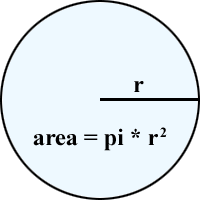 r
area = pi * r²